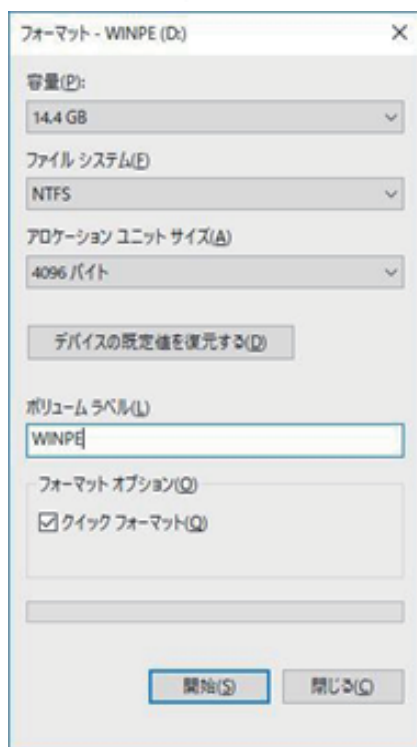 フォーマット - WINPE (D:)
容量(P):
14.4 GB
ファイル システム(F)
NTFS
アロケーション ユニット サイズ(A)
4096 バイト
デバイスの既定値を復元する(D)
ボリューム ラベル(L)
WINPE
フォーマット オプション(O)
クイック フォーマット(Q)
開始(S)
閉じる(C)